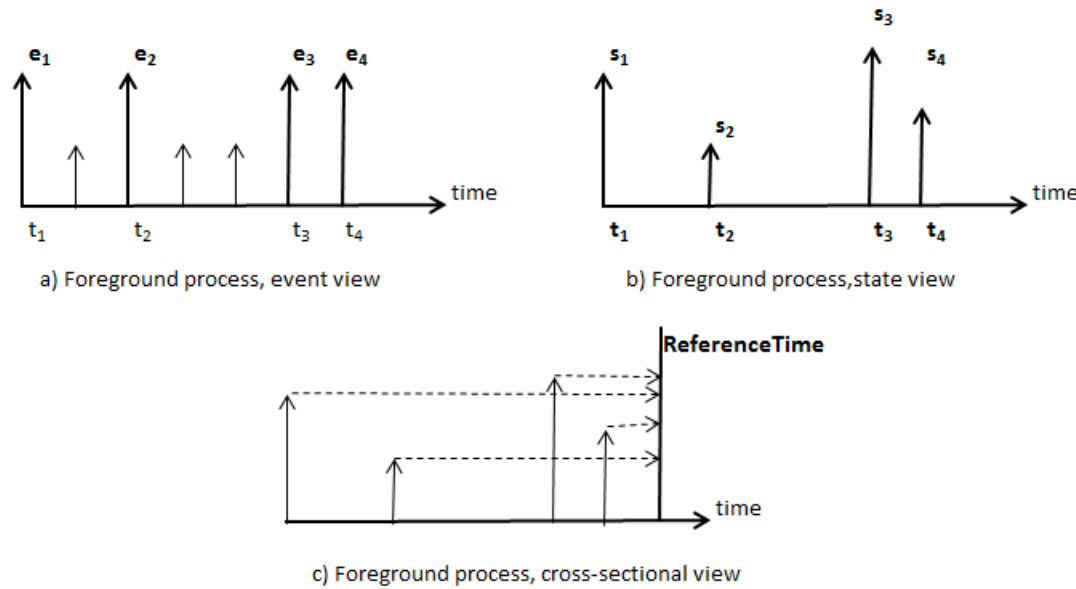 e1 e2 e3 e4
time
t1 t2 t3 t4
a) Foreground process, event view
s1 s2 s3 s4
time
t1 t2 t3 t4
b) Foreground process,state view
ReferenceTime
time
c) Foreground process, cross-sectional view